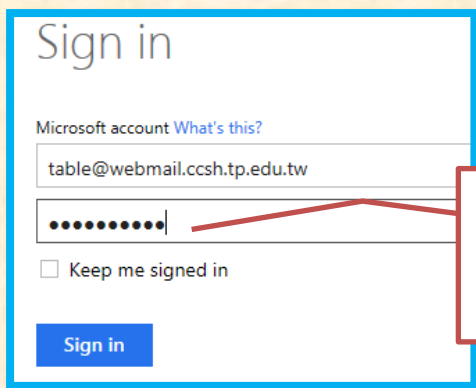 Sign in
Microsoft account What's this?
table@webmail.ccsh.tp.edu.tw
••••••••••
Keep me signed in
Sign in